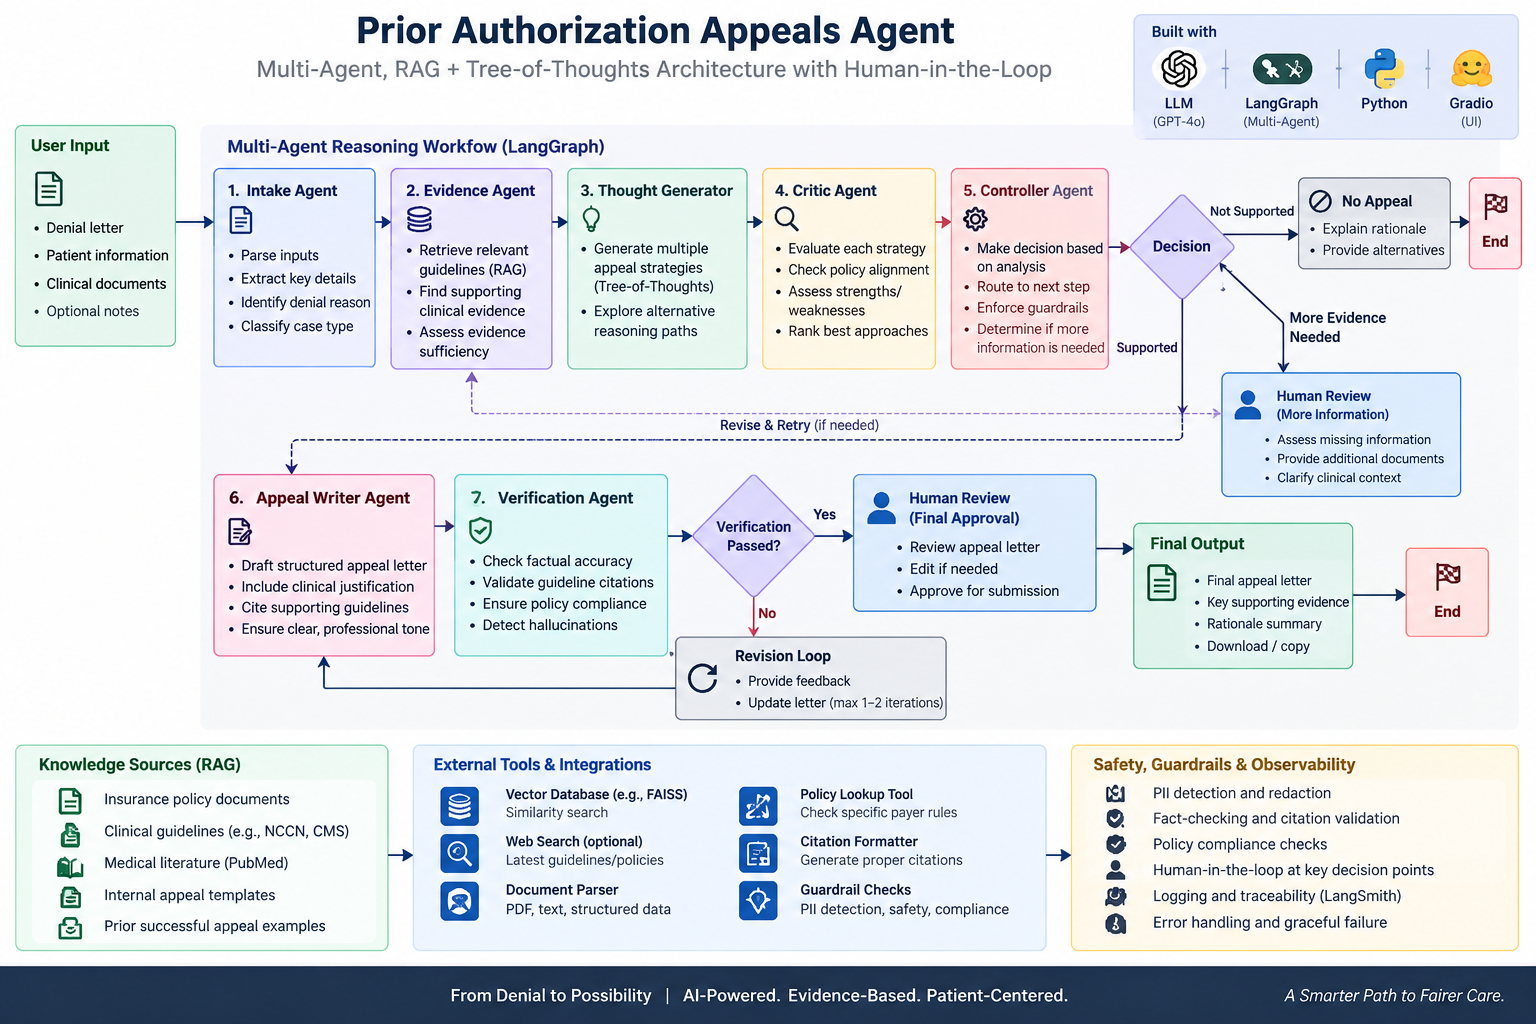 Prior Authorization Appeals Agent
Multi-Agent, RAG + Tree-of-Thoughts Architecture with Human-in-the-Loop
Built with
LLM
(GPT-4o)
LangGraph
(Multi-Agent)
Python
Gradio
(UI)
User Input
• Denial letter
• Patient information
• Clinical documents
• Optional notes
Multi-Agent Reasoning Workfow (LangGraph)
1. Intake Agent
• Parse inputs
• Extract key details
• Identify denial reason
• Classify case type
2. Evidence Agent
• Retrieve relevant
guidelines (RAG)
• Find supporting
clinical evidence
• Assess evidence
sufficiency
3. Thought Generator
• Generate multiple
appeal strategies
(Tree-of-Thoughts)
• Explore alternative
reasoning paths
4. Critic Agent
• Evaluate each strategy
• Check policy alignment
• Assess strengths/
weaknesses
• Rank best approaches
5. Controller Agent
• Make decision based
on analysis
• Route to next step
• Enforce guardrails
• Determine if more
information is needed
Decision
Not Supported
No Appeal
• Explain rationale
• Provide alternatives
End
More Evidence
Needed
Supported
Human Review
(More Information)
• Assess missing information
• Provide additional documents
• Clarify clinical context
Revise & Retry (if needed)
6. Appeal Writer Agent
• Draft structured appeal letter
• Include clinical justification
• Cite supporting guidelines
• Ensure clear, professional tone
7. Verification Agent
• Check factual accuracy
• Validate guideline citations
• Ensure policy compliance
• Detect hallucinations
Verification
Passed?
Yes
No
Human Review
(Final Approval)
• Review appeal letter
• Edit if needed
• Approve for submission
Revision Loop
• Provide feedback
• Update letter (max 1–2 iterations)
Final Output
• Final appeal letter
• Key supporting evidence
• Rationale summary
• Download / copy
End
Knowledge Sources (RAG)
Insurance policy documents
Clinical guidelines (e.g., NCCN, CMS)
Medical literature (PubMed)
Internal appeal templates
Prior successful appeal examples
External Tools & Integrations
Vector Database (e.g., FAISS)
Similarity search
Web Search (optional)
Latest guidelines/policies
Document Parser
PDF, text, structured data
Policy Lookup Tool
Check specific payer rules
Citation Formatter
Generate proper citations
Guardrail Checks
PII detection, safety, compliance
Safety, Guardrails & Observability
PII detection and redaction
Fact-checking and citation validation
Policy compliance checks
Human-in-the-loop at key decision points
Logging and traceability (LangSmith)
Error handling and graceful failure
From Denial to Possibility | AI-Powered. Evidence-Based. Patient-Centered.
A Smarter Path to Fairer Care.